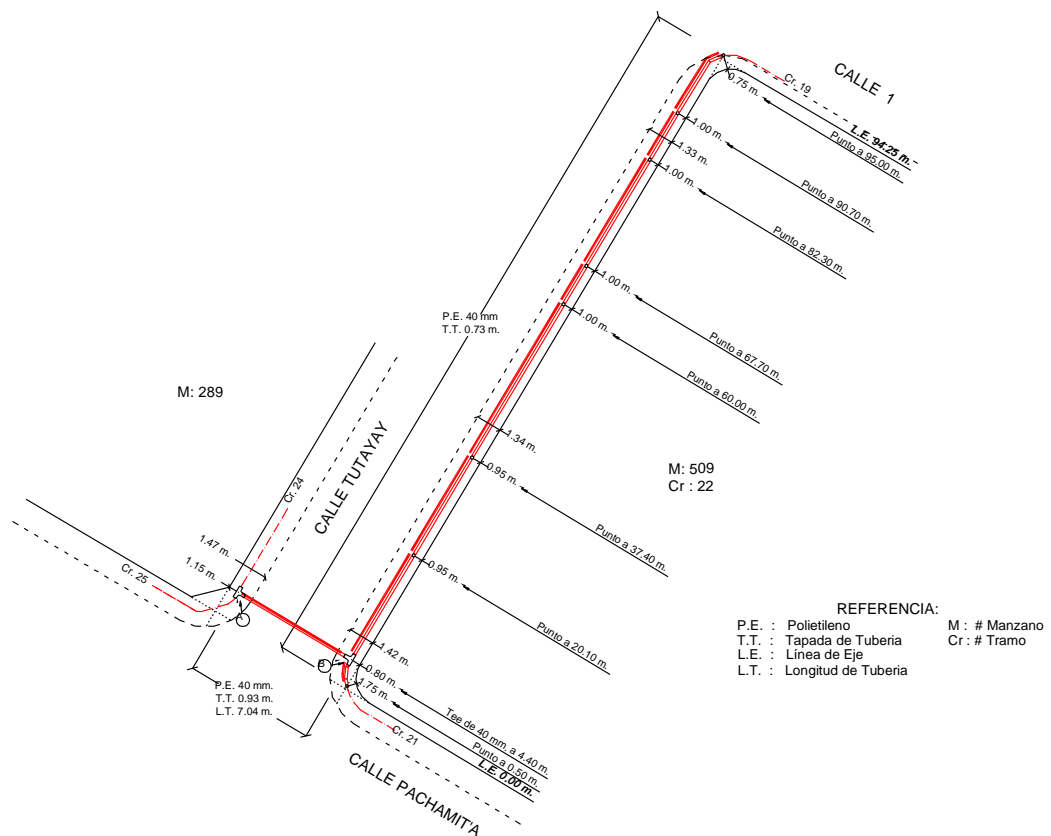 CALLE 1
Cr. 19
0.75 m.
L.E. 94.25 m.
Punto a 95.00 m.
1.00 m.
Punto a 90.70 m.
1.33 m.
1.00 m.
Punto a 82.30 m.
1.00 m.
Punto a 67.70 m.
1.00 m.
Punto a 60.00 m.
P.E. 40 mm
T.T. 0.73 m.
M: 289
CALLE TUTAYAY
1.34 m.
0.95 m.
Punto a 37.40 m.
M: 509
Cr : 22
Cr. 24
1.47 m.
1.15 m.
Cr. 25
0.95 m.
Punto a 20.10 m.
1.42 m.
0.80 m.
1.75 m.
Tee de 40 mm. a 4.40 m.
Punto a 0.50 m.
L.E. 0.00 m.
Cr. 21
P.E. 40 mm.
T.T. 0.93 m.
L.T. 7.04 m.
CALLE PACHAMIT'A
REFERENCIA:
P.E. : Polietileno M : # Manzano
T.T. : Tapada de Tuberia Cr : # Tramo
L.E. : Línea de Eje
L.T. : Longitud de Tuberia